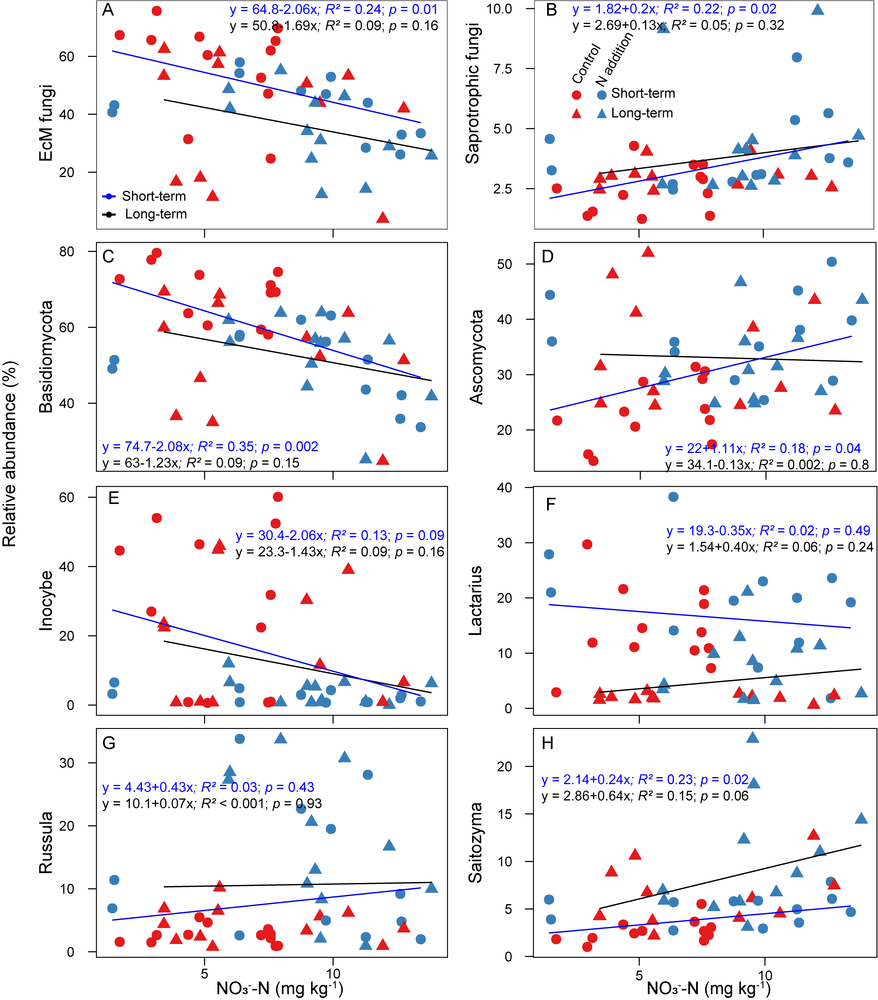 A
y = 64.8-2.06x; R² = 0.24; p = 0.01
y = 50.8-1.69x; R² = 0.09; p = 0.16
60
40
20
EcM fungi
Short-term
Long-term
B
y = 1.82+0.2x; R² = 0.22; p = 0.02
y = 2.69+0.13x; R² = 0.05; p = 0.32
10.0
7.5
5.0
2.5
Saprotrophic fungi
Control
N addition
Short-term
Long-term
C
80
60
40
Basidiomycota
y = 74.7-2.08x; R² = 0.35; p = 0.002
y = 63-1.23x; R² = 0.09; p = 0.15
D
50
40
30
20
Ascomycota
y = 22+1.11x; R² = 0.18; p = 0.04
y = 34.1-0.13x; R² = 0.002; p = 0.8
Relative abundance (%)
E
60
40
20
0
Inocybe
y = 30.4-2.06x; R² = 0.13; p = 0.09
y = 23.3-1.43x; R² = 0.09; p = 0.16
F
40
30
20
10
0
Lactarius
y = 19.3-0.35x; R² = 0.02; p = 0.49
y = 1.54+0.40x; R² = 0.06; p = 0.24
G
30
20
10
0
Russula
y = 4.43+0.43x; R² = 0.03; p = 0.43
y = 10.1+0.07x; R² < 0.001; p = 0.93
5
10
NO₃⁻-N (mg kg⁻¹)
H
20
15
10
5
0
Saitozyma
y = 2.14+0.24x; R² = 0.23; p = 0.02
y = 2.86+0.64x; R² = 0.15; p = 0.06
5
10
NO₃⁻-N (mg kg⁻¹)